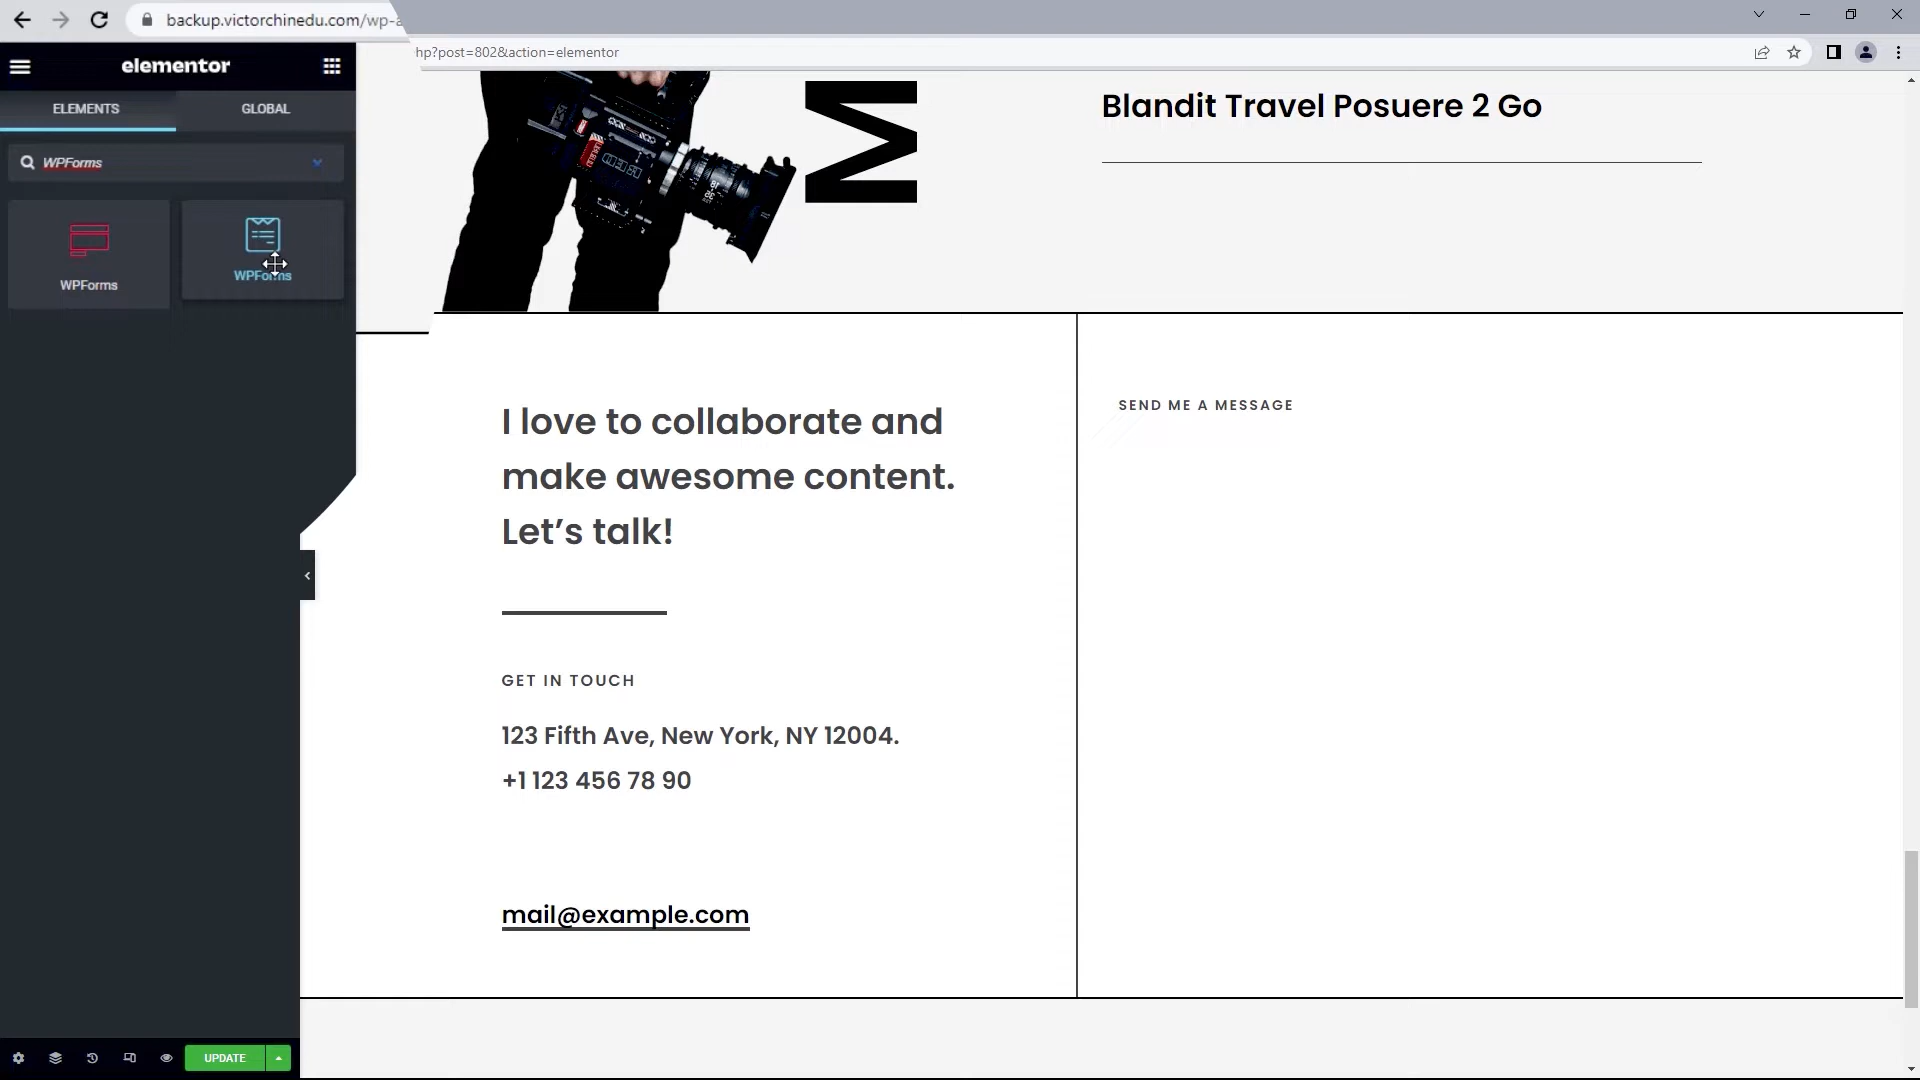 backup.victorchinedu.com/wp-a
hp?post=802&action=elementor
elementor
ELEMENTS
GLOBAL
WPForms
WPForms
WPForms
M
Blandit Travel Posuere 2 Go
I love to collaborate and
make awesome content.
Let’s talk!
GET IN TOUCH
123 Fifth Ave, New York, NY 12004.
+1 123 456 78 90
mail@example.com
SEND ME A MESSAGE
UPDATE